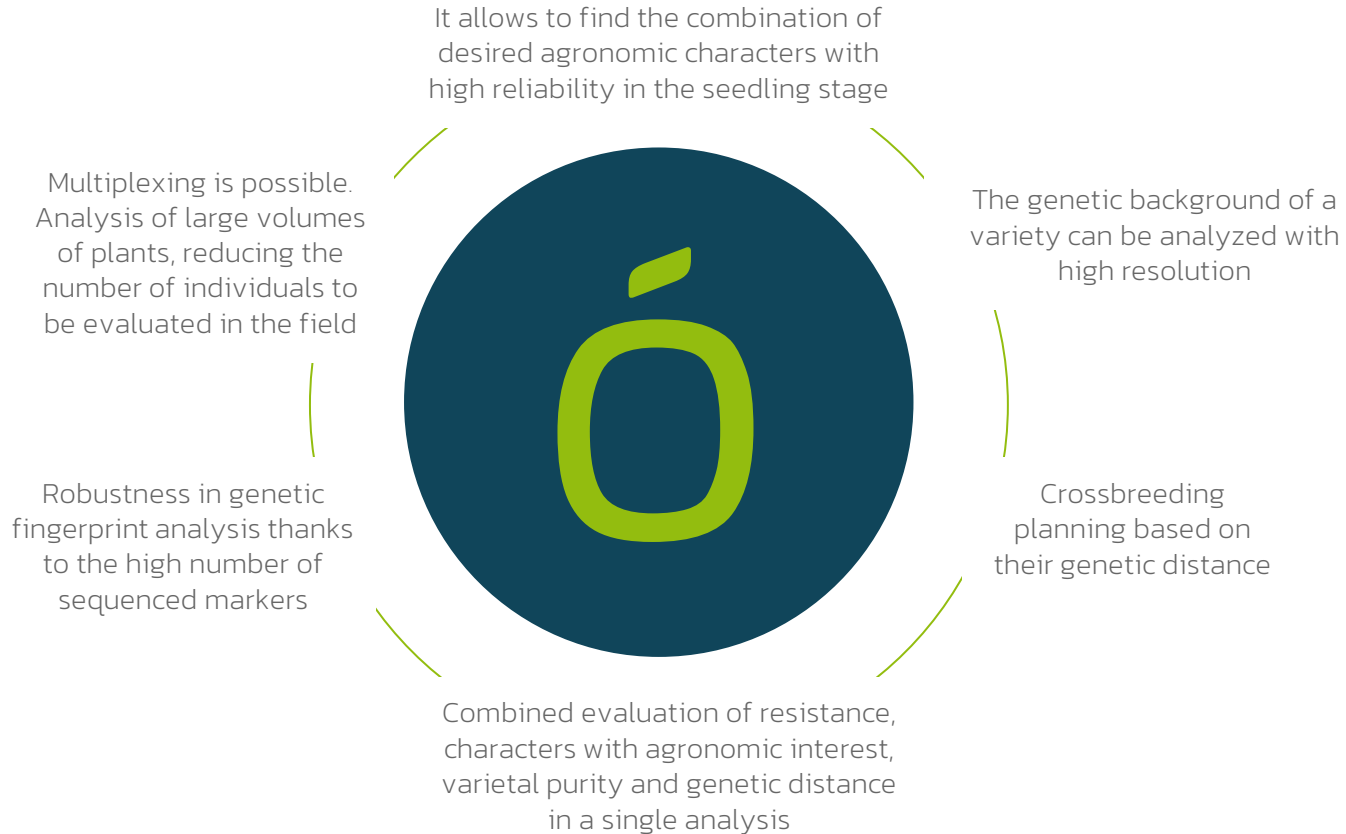 It allows to find the combination of
desired agronomic characters with
high reliability in the seedling stage
The genetic background of a
variety can be analyzed with
high resolution
Crossbreeding
planning based on
their genetic distance
Combined evaluation of resistance,
characters with agronomic interest,
varietal purity and genetic distance
in a single analysis
Robustness in genetic
fingerprint analysis thanks
to the high number of
sequenced markers
Multiplexing is possible.
Analysis of large volumes
of plants, reducing the
number of individuals to
be evaluated in the field
Ó